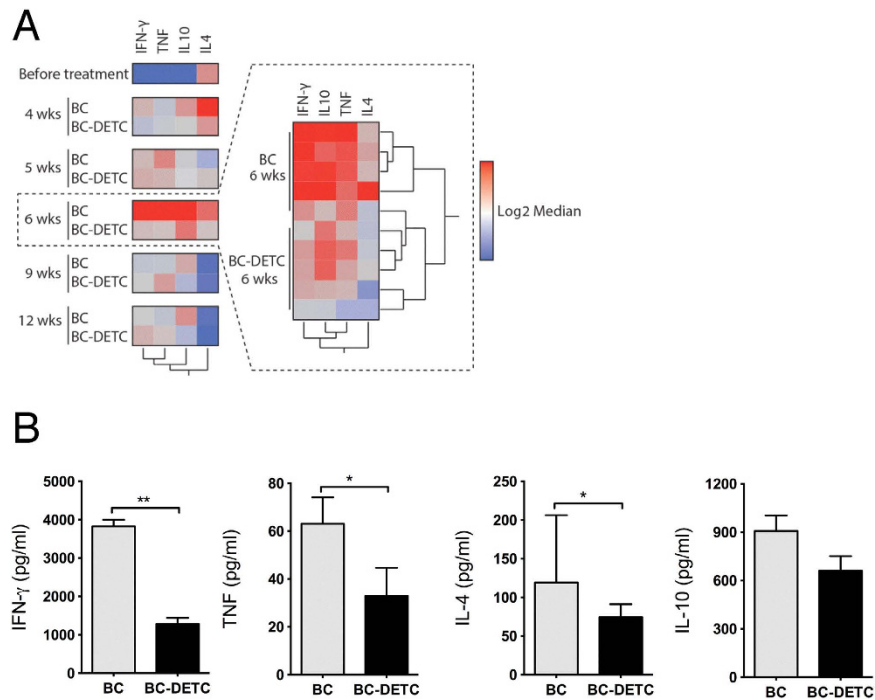 A
IFN-γ
TNF
IL10
IL4
Before treatment
4 wks
BC
BC-DETC
5 wks
BC
BC-DETC
6 wks
BC
BC-DETC
9 wks
BC
BC-DETC
12 wks
BC
BC-DETC
IFN-γ
IL10
TNF
IL4
BC
6 wks
BC-DETC
6 wks
Log2 Median
B
IFN-γ (pg/ml)
5000
4000
3000
2000
1000
0
**
BC
BC-DETC
TNF (pg/ml)
80
60
40
20
0
*
BC
BC-DETC
IL-4 (pg/ml)
250
200
150
100
50
0
*
BC
BC-DETC
IL-10 (pg/ml)
1200
900
600
300
0
BC
BC-DETC